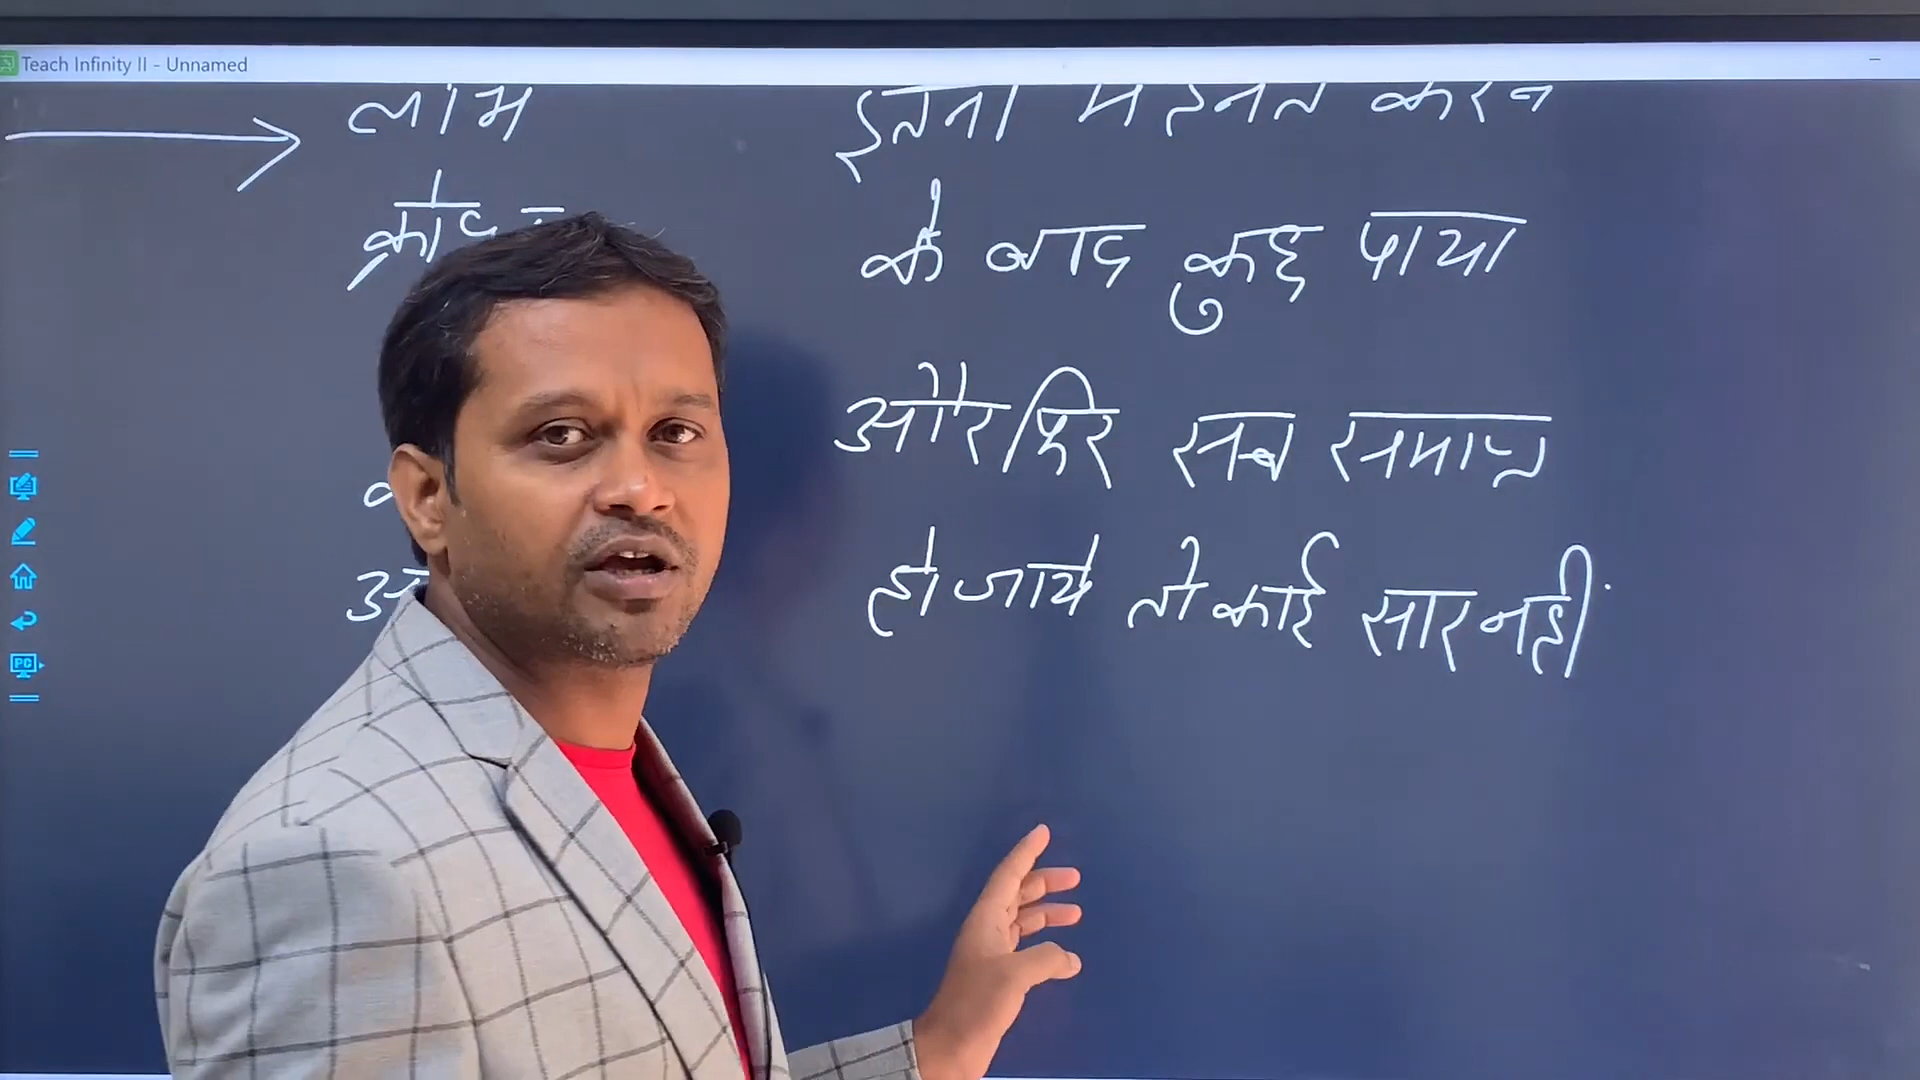 Teach Infinity II - Unnamed
लाभ
इतना मेहनत करने
के बाद कुछ पाया
और फिर सब समाप्त
हो जाये तो कोई सार नहीं